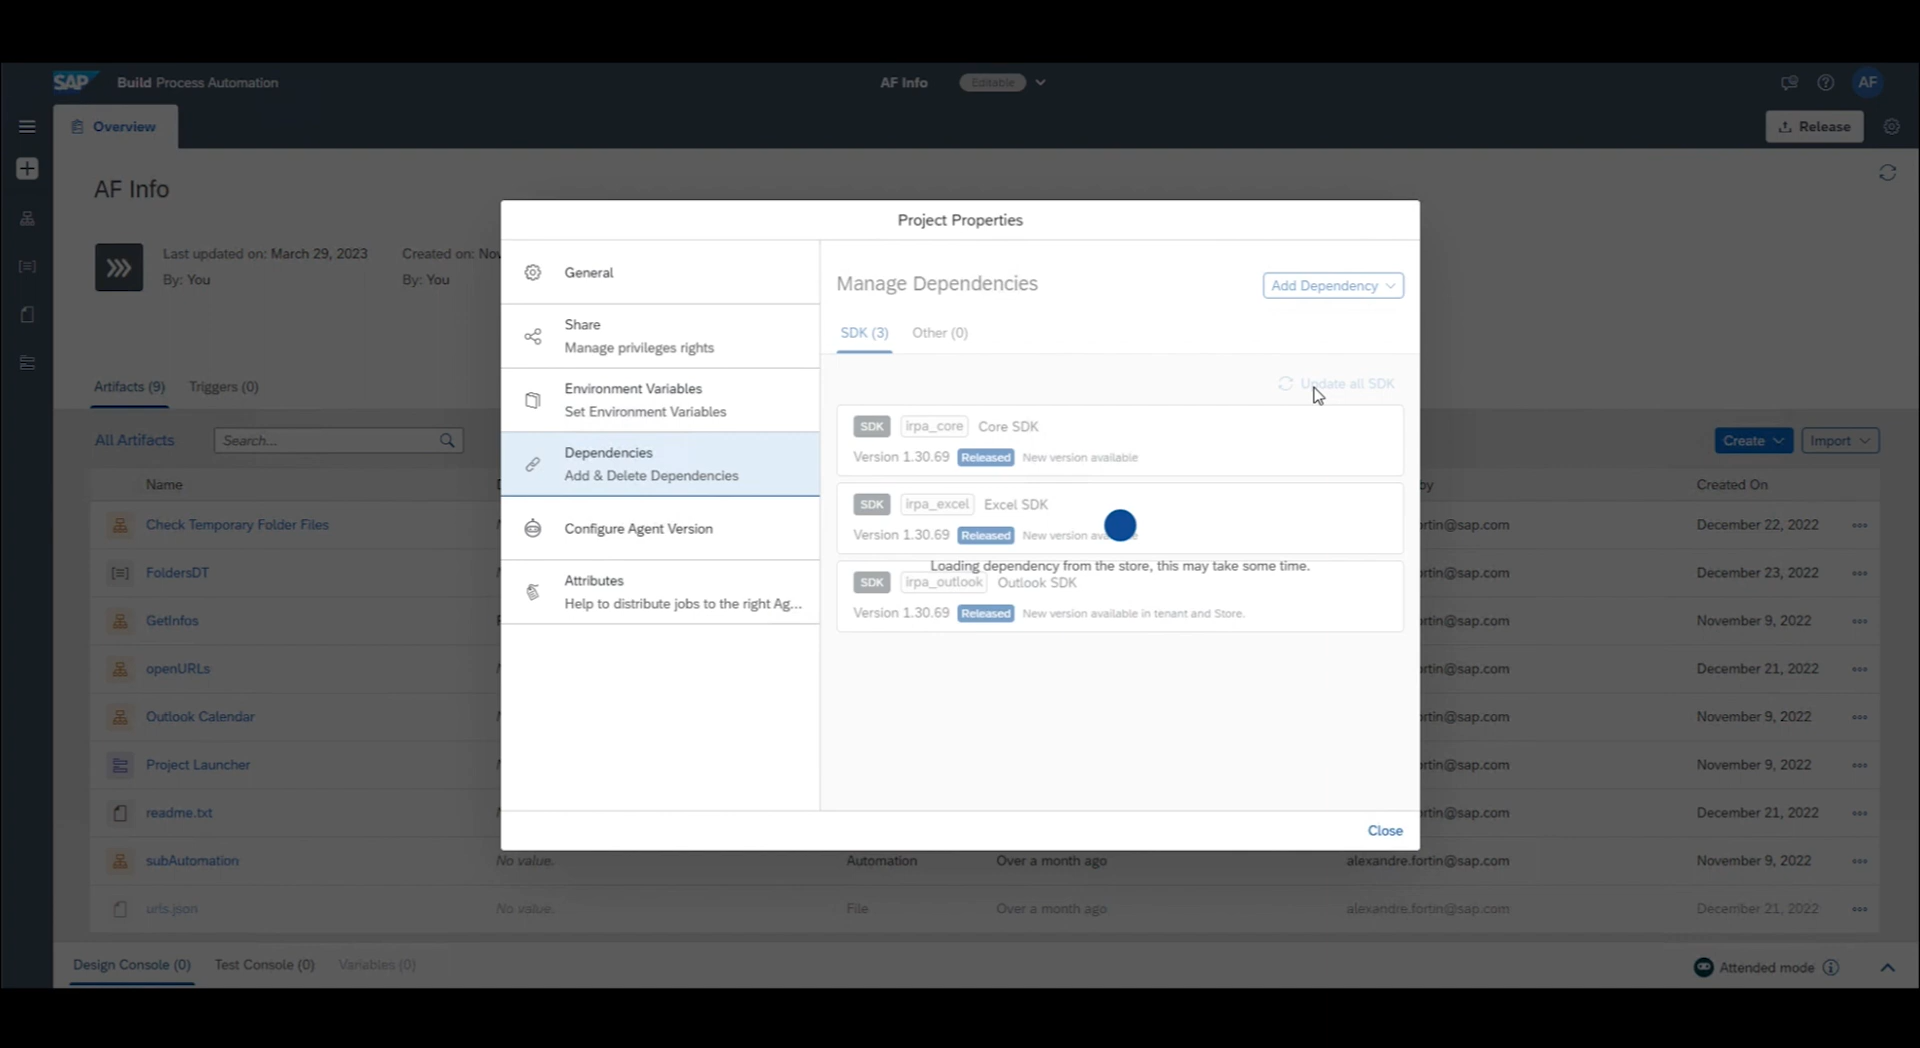 SAP Build Process Automation
AF Info Editable
AF
Overview
Release
AF Info
Last updated on: March 29, 2023
By: You
Created on: Nov
By: You
Artifacts (9) Triggers (0)
All Artifacts Search... Create Import
Name by Created On
Check Temporary Folder Files rtin@sap.com December 22, 2022
FoldersDT rtin@sap.com December 23, 2022
GetInfos rtin@sap.com November 9, 2022
openURLs rtin@sap.com December 21, 2022
Outlook Calendar rtin@sap.com November 9, 2022
Project Launcher rtin@sap.com November 9, 2022
readme.txt rtin@sap.com December 21, 2022
subAutomation No value. Automation Over a month ago alexandre.fortin@sap.com November 9, 2022
urls.json No value. File Over a month ago alexandre.fortin@sap.com December 21, 2022
Project Properties
General
Share
Manage privileges rights
Environment Variables
Set Environment Variables
Dependencies
Add & Delete Dependencies
Configure Agent Version
Attributes
Help to distribute jobs to the right Ag...
Manage Dependencies Add Dependency
SDK (3) Other (0)
Update all SDK
SDK irpa_core Core SDK
Version 1.30.69 Released New version available
SDK irpa_excel Excel SDK
Version 1.30.69 Released New version available
Loading dependency from the store, this may take some time.
SDK irpa_outlook Outlook SDK
Version 1.30.69 Released New version available in tenant and Store.
Close
Design Console (0) Test Console (0) Variables (0) Attended mode